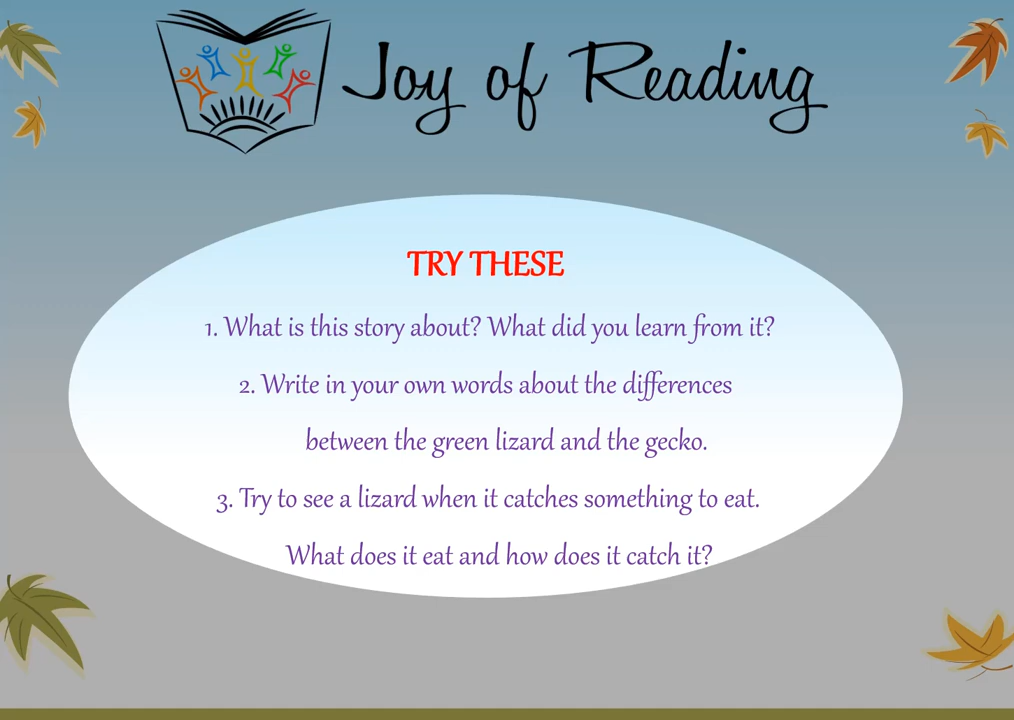 Joy of Reading
TRY THESE
1. What is this story about? What did you learn from it?
2. Write in your own words about the differences
between the green lizard and the gecko.
3. Try to see a lizard when it catches something to eat.
What does it eat and how does it catch it?